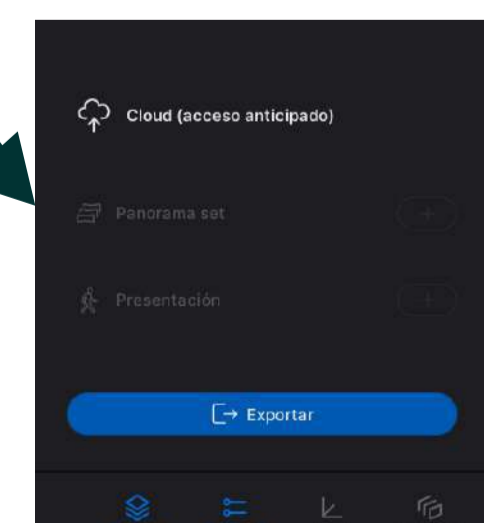 Cloud (acceso anticipado)
Panorama set
Presentación
Exportar